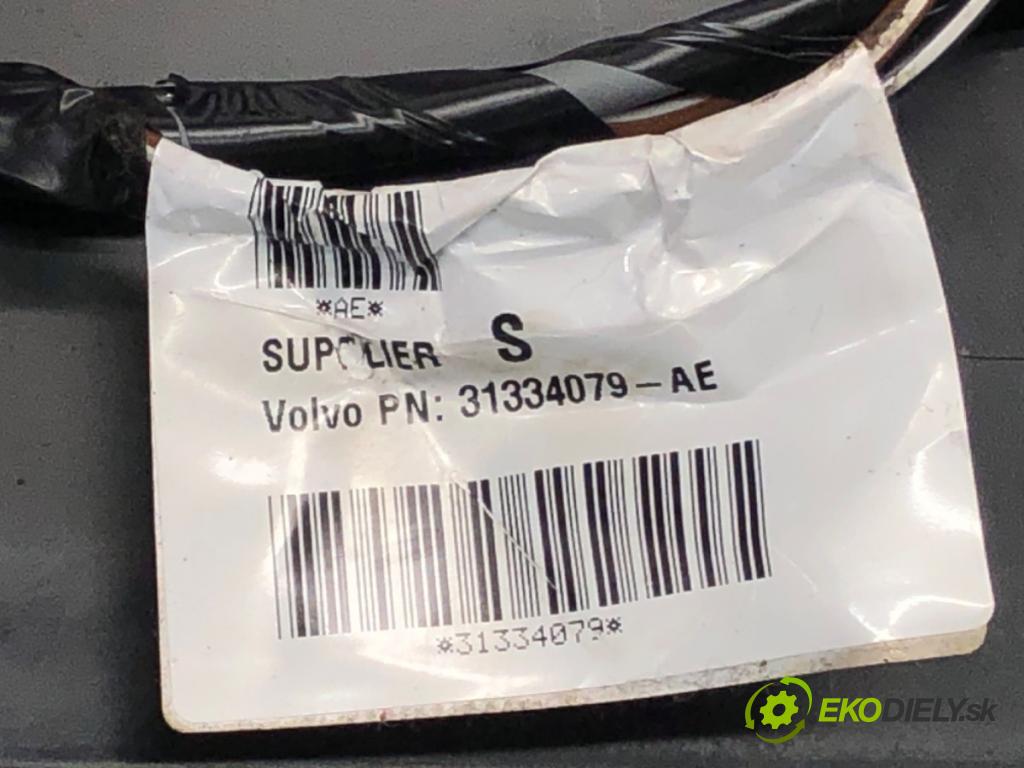 *AE*
SUPPLIER S
Volvo PN: 31334079-AE
*31334079*
EKODIELY.sk